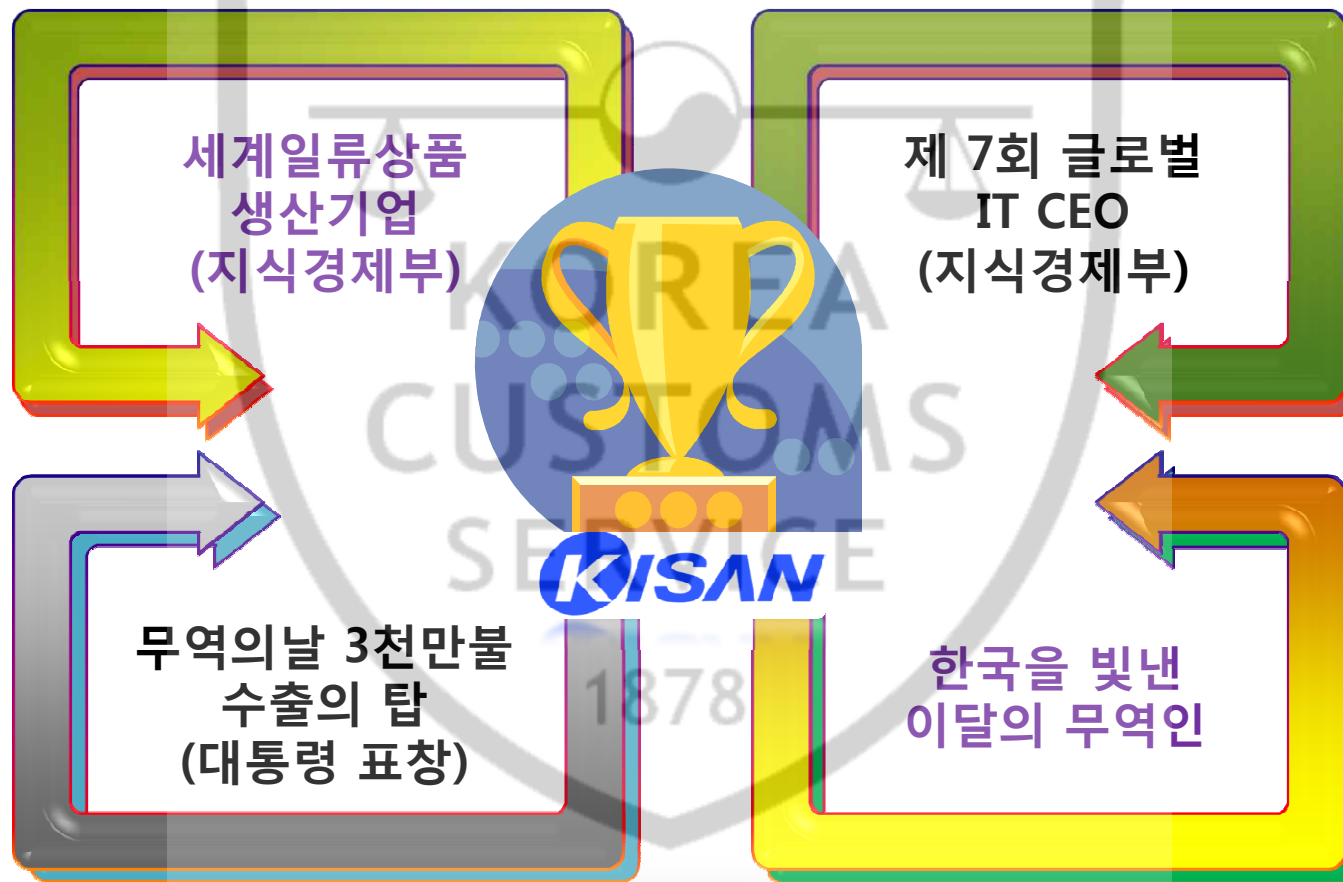 세계일류상품
생산기업
(지식경제부)
제 7회 글로벌
IT CEO
(지식경제부)
KOREA
CUSTOMS
SERVICE
KISAN
1878
무역의날 3천만불
수출의 탑
(대통령 표창)
한국을 빛낸
이달의 무역인